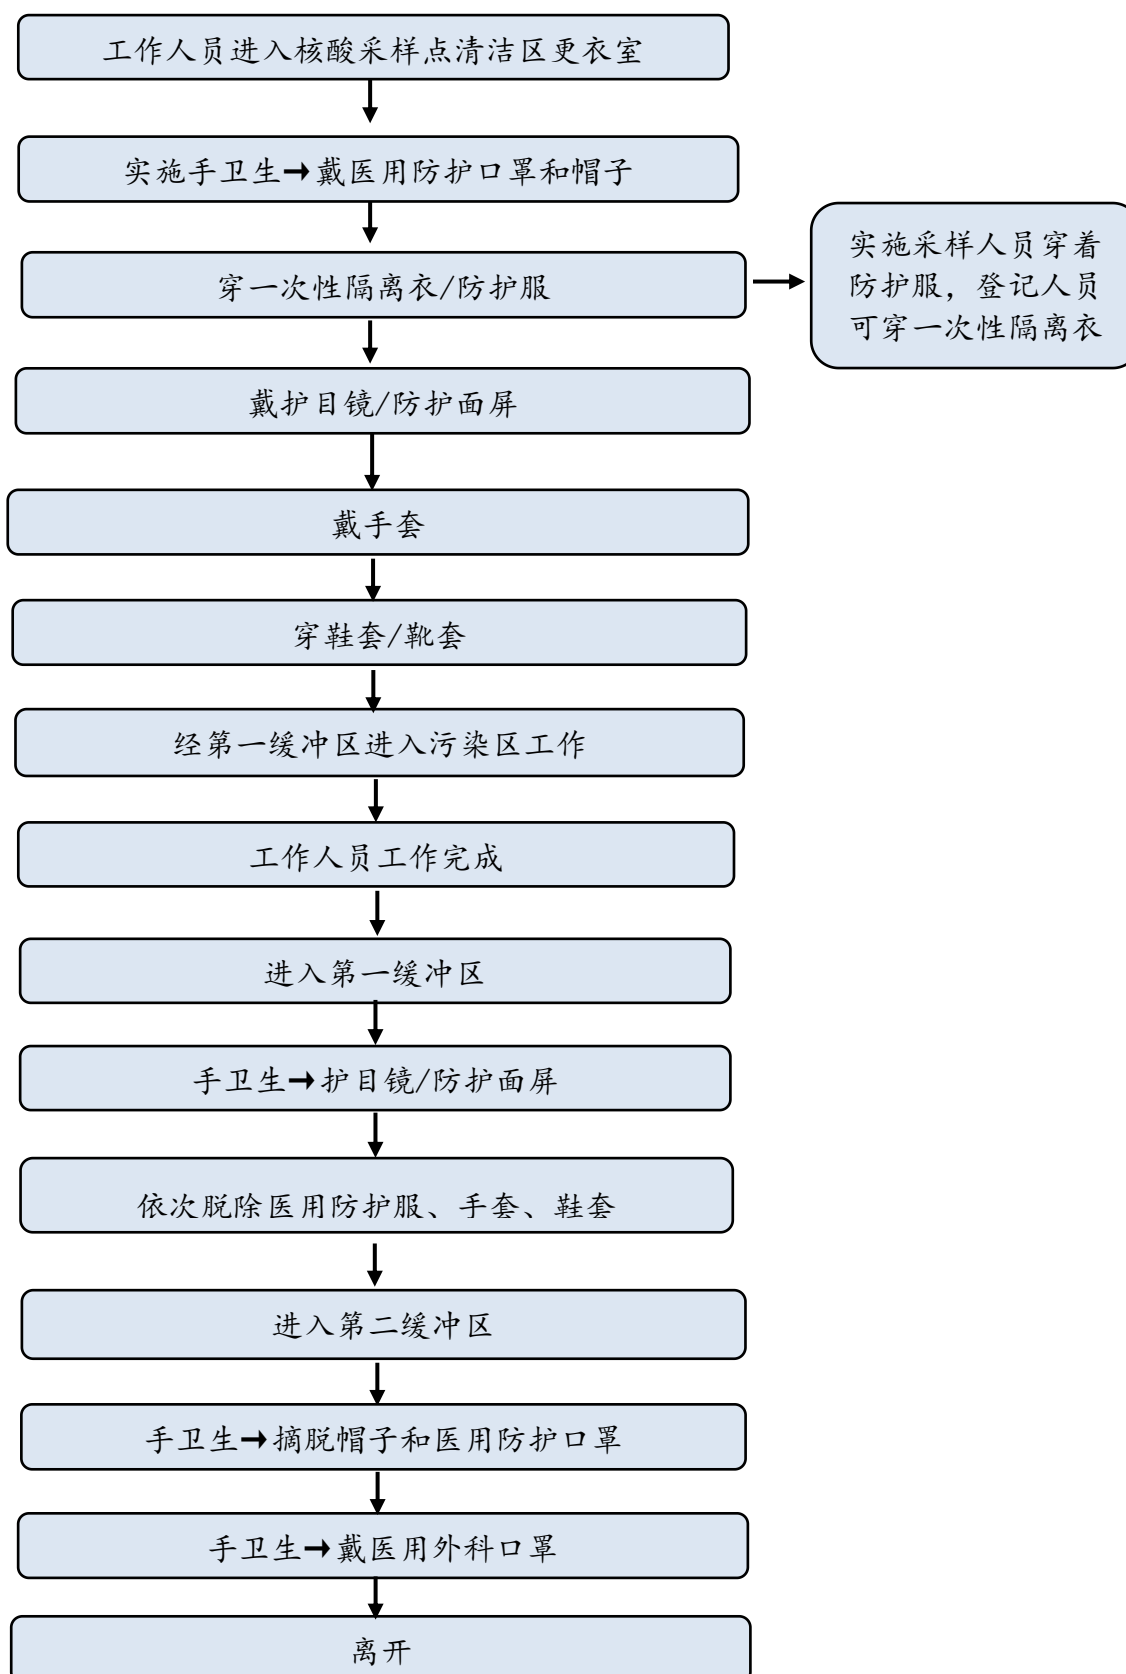 工作人员进入核酸采样点清洁区更衣室
实施手卫生→戴医用防护口罩和帽子
穿一次性隔离衣/防护服
实施采样人员穿着
防护服，登记人员
可穿一次性隔离衣
戴护目镜/防护面屏
戴手套
穿鞋套/靴套
经第一缓冲区进入污染区工作
工作人员工作完成
进入第一缓冲区
手卫生→护目镜/防护面屏
依次脱除医用防护服、手套、鞋套
进入第二缓冲区
手卫生→摘脱帽子和医用防护口罩
手卫生→戴医用外科口罩
离开